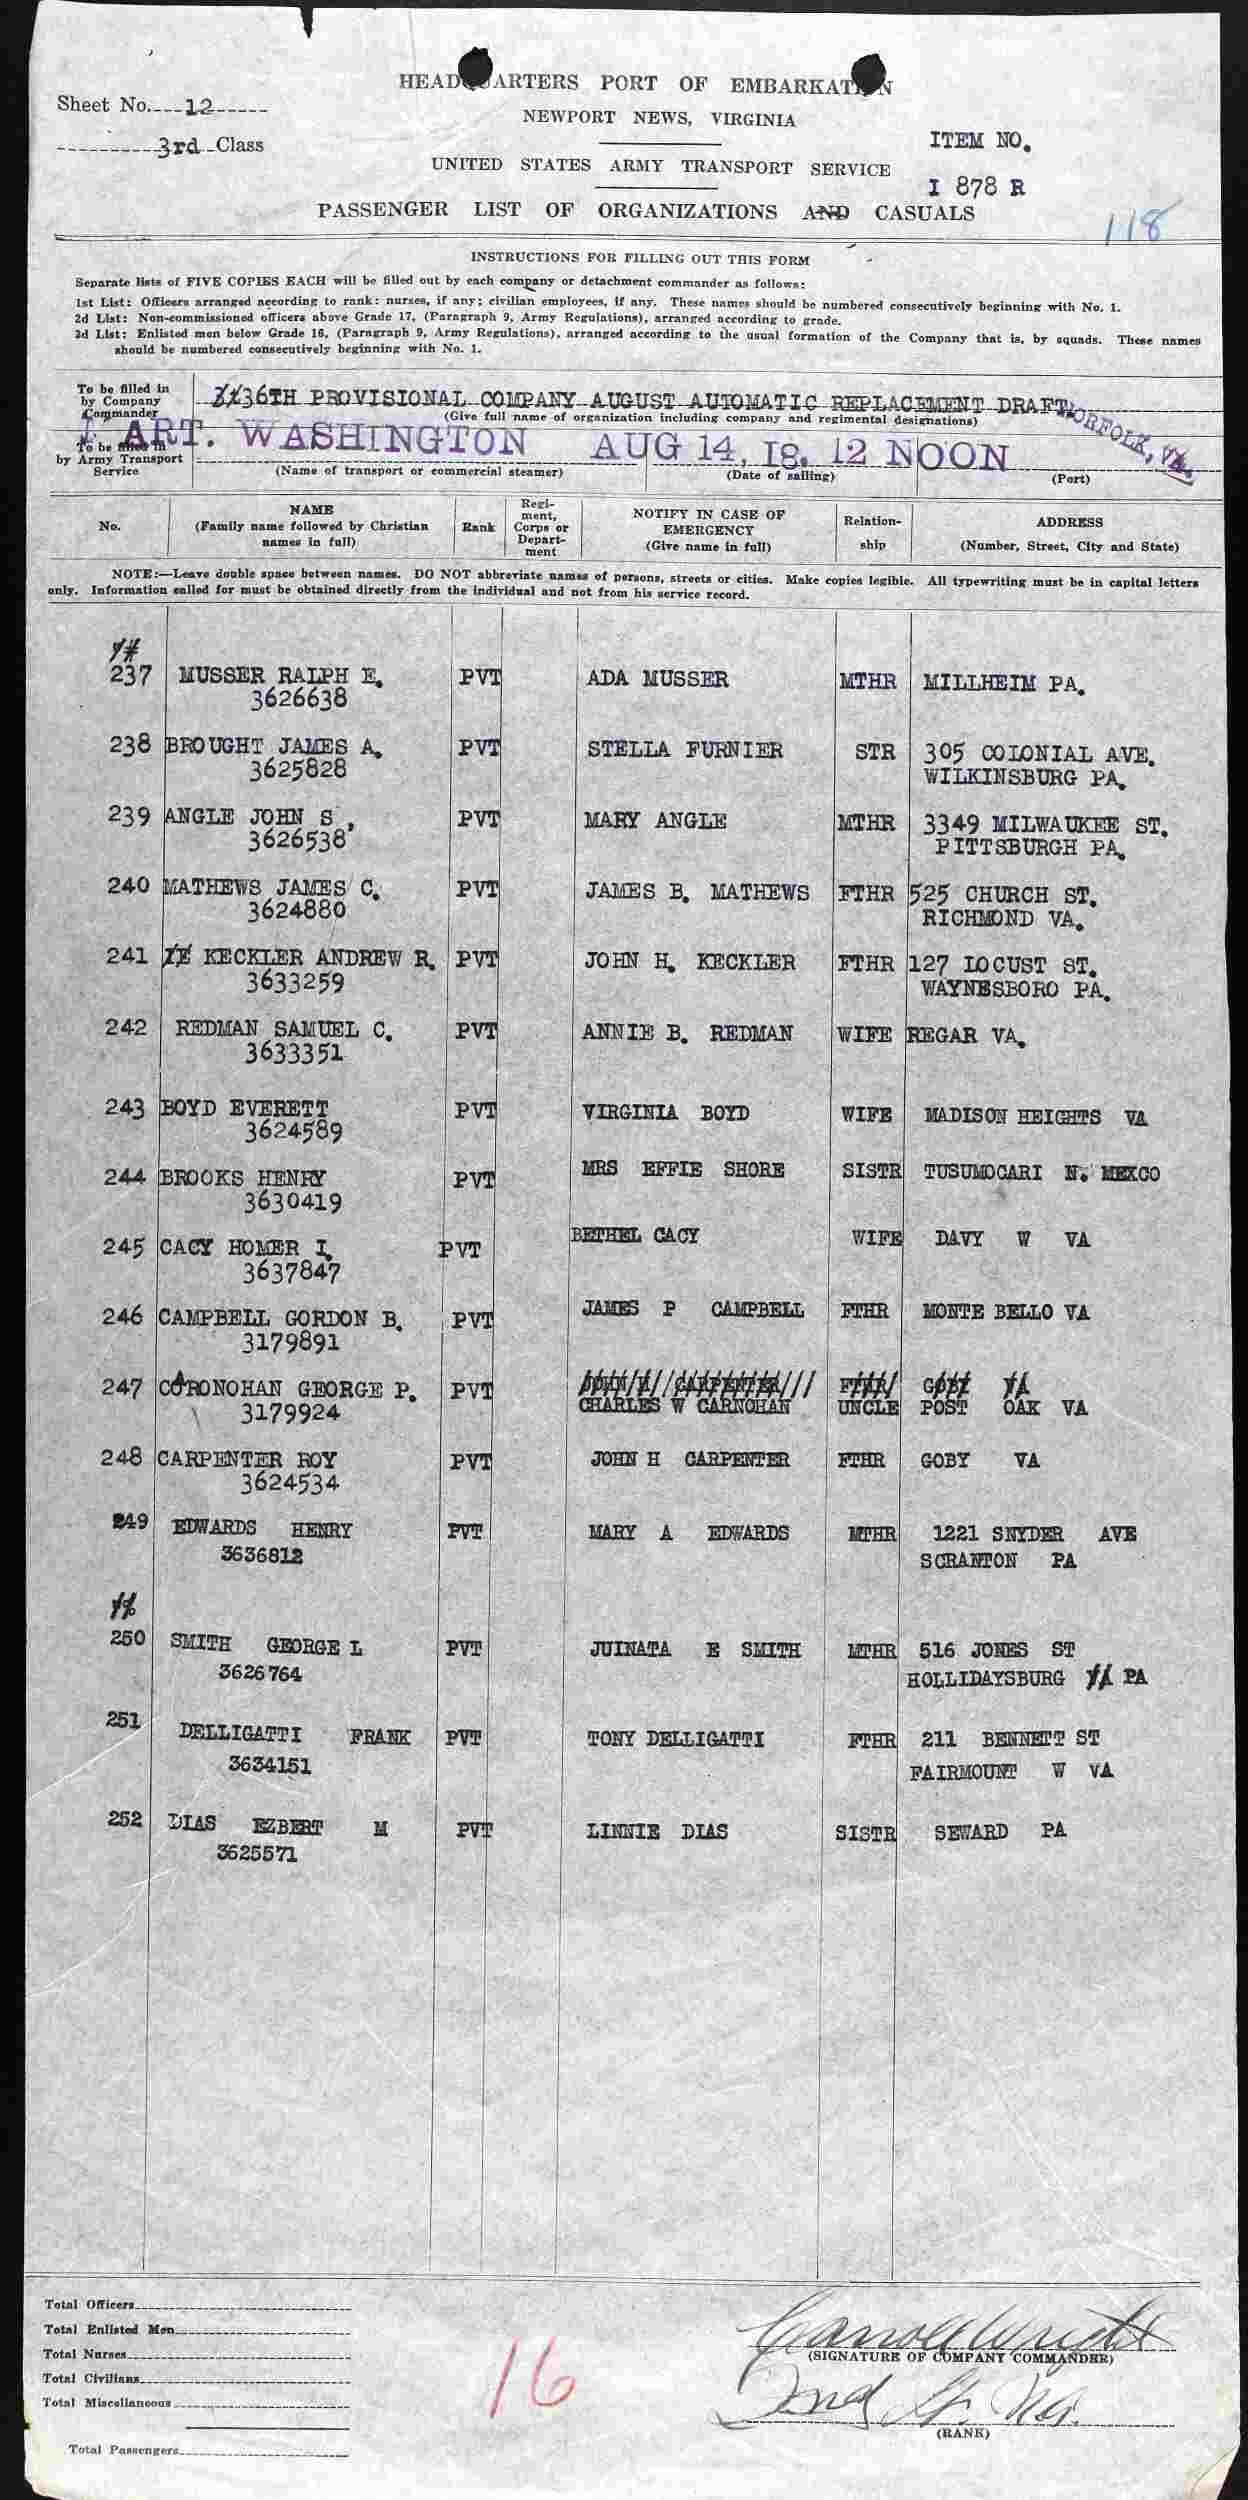 HEADQUARTERS PORT OF EMBARKATION
Sheet No. 12
NEWPORT NEWS, VIRGINIA
3rd Class
ITEM NO.
UNITED STATES ARMY TRANSPORT SERVICE
I 878 R
PASSENGER LIST OF ORGANIZATIONS AND CASUALS
118
INSTRUCTIONS FOR FILLING OUT THIS FORM
Separate lists of FIVE COPIES EACH will be filled out by each company or detachment commander as follows:
1st List: Officers arranged according to rank: nurses, if any; civilian employees, if any. These names should be numbered consecutively beginning with No. 1.
2d List: Non-commissioned officers above Grade 17, (Paragraph 9, Army Regulations), arranged according to grade.
3d List: Enlisted men below Grade 16, (Paragraph 9, Army Regulations), arranged according to the usual formation of the Company that is, by squads. These names
should be numbered consecutively beginning with No. 1.
To be filled in
by Company
Commander
36TH PROVISIONAL COMPANY AUGUST AUTOMATIC REPLACEMENT DRAFT.
(Give full name of organization including company and regimental designations)
NORFOLK, VA.
ART. WASHINGTON AUG 14, 18. 12 NOON
To be filled in
by Army Transport
Service
(Name of transport or commercial steamer) (Date of sailing) (Port)
No. NAME (Family name followed by Christian names in full) Rank Regi-ment, Corps or Depart-ment NOTIFY IN CASE OF EMERGENCY (Give name in full) Relation-ship ADDRESS (Number, Street, City and State)
NOTE:—Leave double space between names. DO NOT abbreviate names of persons, streets or cities. Make copies legible. All typewriting must be in capital letters
only. Information called for must be obtained directly from the individual and not from his service record.
237 MUSSER RALPH E. PVT ADA MUSSER MTHR MILLHEIM PA.
3626638
238 BROUGHT JAMES A. PVT STELLA FURNIER STR 305 COLONIAL AVE.
3625828 WILKINSBURG PA.
239 ANGLE JOHN S. PVT MARY ANGLE MTHR 3349 MILWAUKEE ST.
3626538 PITTSBURGH PA.
240 MATHEWS JAMES C. PVT JAMES B. MATHEWS FTHR 525 CHURCH ST.
3624880 RICHMOND VA.
241 KECKLER ANDREW R. PVT JOHN H. KECKLER FTHR 127 LOCUST ST.
3633259 WAYNESBORO PA.
242 REDMAN SAMUEL C. PVT ANNIE B. REDMAN WIFE REGAR VA.
3633351
243 BOYD EVERETT PVT VIRGINIA BOYD WIFE MADISON HEIGHTS VA
3624589
244 BROOKS HENRY PVT MRS EFFIE SHORE SISTR TUSUMOCARI N. MEXCO
3630419
245 CACY HOMER I. PVT BETHEL CACY WIFE DAVY W VA
3637847
246 CAMPBELL GORDON B. PVT JAMES P CAMPBELL FTHR MONTE BELLO VA
3179891
247 CARONOHAN GEORGE P. PVT JOHN H CARPENTER FTHR GOBY VA
3179924 CHARLES W CARNOHAN UNCLE POST OAK VA
248 CARPENTER ROY PVT JOHN H CARPENTER FTHR GOBY VA
3624534
249 EDWARDS HENRY PVT MARY A EDWARDS MTHR 1221 SNYDER AVE
3636812 SCRANTON PA
250 SMITH GEORGE L PVT JUINATA E SMITH MTHR 516 JONES ST
3626764 HOLLIDAYSBURG PA
251 DELLIGATTI FRANK PVT TONY DELLIGATTI FTHR 211 BENNETT ST
3634151 FAIRMOUNT W VA
252 DIAS EZBERT M PVT LINNIE DIAS SISTR SEWARD PA
3625571
Total Officers
Total Enlisted Men
Total Nurses
Total Civilians
Total Miscellaneous
Total Passengers
16
Carroll Wright
(SIGNATURE OF COMPANY COMMANDER)
2nd Lt.
(RANK)